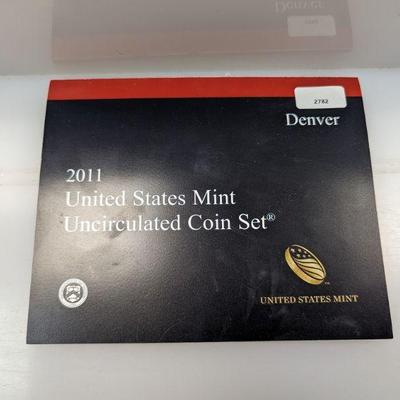 2782
Denver
2011
United States Mint
Uncirculated Coin Set®
UNITED STATES MINT